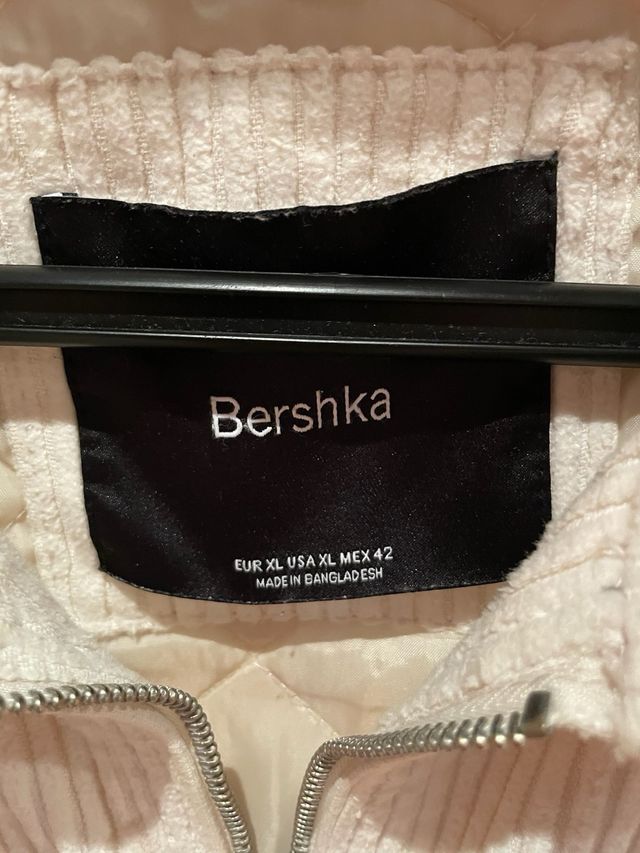 Bershka
EUR XL USA XL MEX 42
MADE IN BANGLADESH